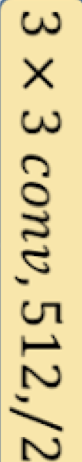 3 × 3 conv, 512, /2